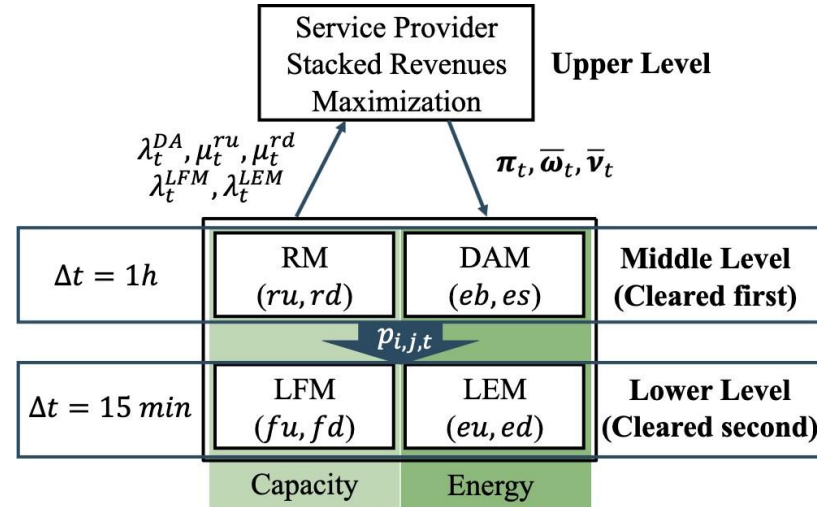 Service Provider
Stacked Revenues
Maximization
Upper Level
λ_t^{DA}, μ_t^{ru}, μ_t^{rd}
λ_t^{LFM}, λ_t^{LEM}
π_t, ω̅_t, ν̅_t
Δt = 1h
RM
(ru, rd)
DAM
(eb, es)
Middle Level
(Cleared first)
p_{i,j,t}
Δt = 15 min
LFM
(fu, fd)
LEM
(eu, ed)
Lower Level
(Cleared second)
Capacity
Energy